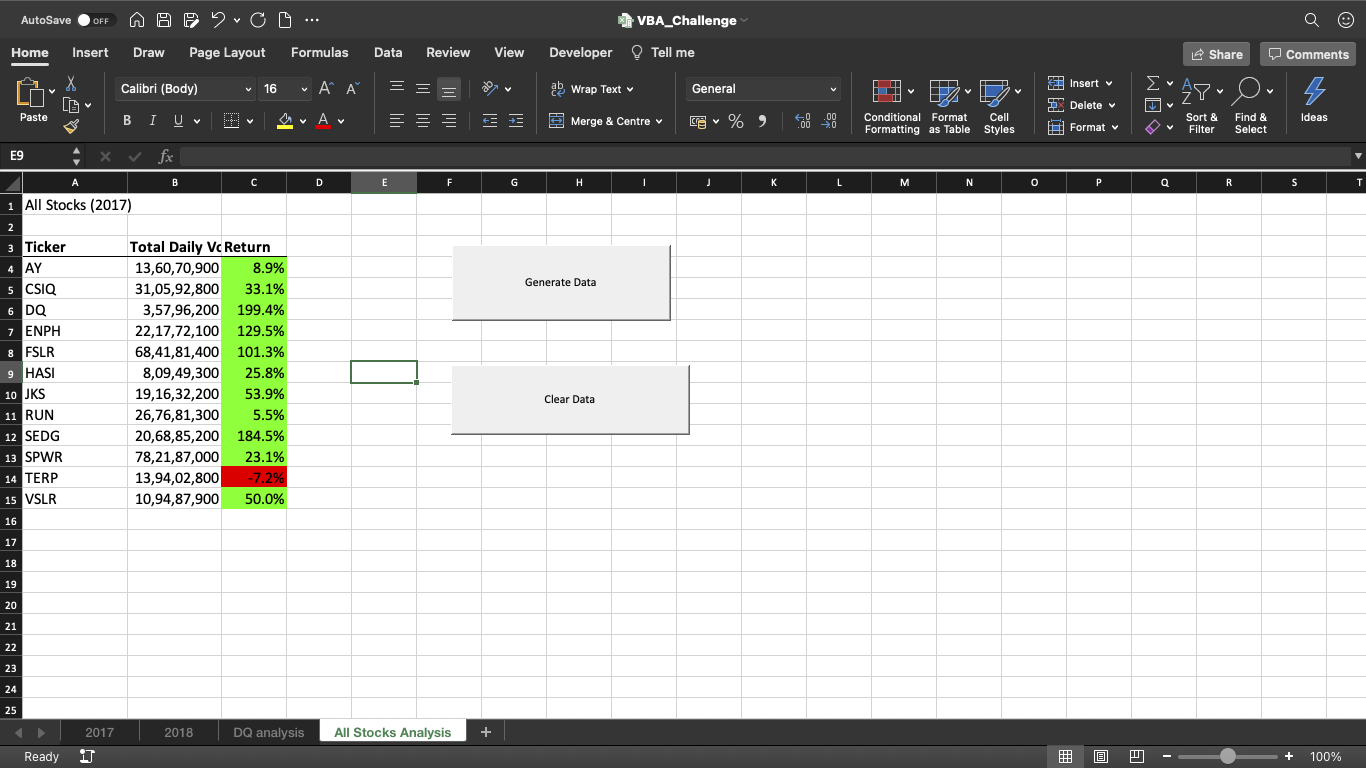 AutoSave OFF VBA_Challenge
Home Insert Draw Page Layout Formulas Data Review View Developer Tell me Share Comments
Paste Calibri (Body) 16 A A Wrap Text General Conditional Formatting Format as Table Cell Styles Insert Delete Format Sort & Filter Find & Select Ideas
B I U A Merge & Centre %
E9 fx
A B C D E F G H I J K L M N O P Q R S T
1 All Stocks (2017)
2
3 Ticker Total Daily Vo Return
4 AY 13,60,70,900 8.9%
5 CSIQ 31,05,92,800 33.1%
6 DQ 3,57,96,200 199.4%
7 ENPH 22,17,72,100 129.5%
8 FSLR 68,41,81,400 101.3%
9 HASI 8,09,49,300 25.8%
10 JKS 19,16,32,200 53.9%
11 RUN 26,76,81,300 5.5%
12 SEDG 20,68,85,200 184.5%
13 SPWR 78,21,87,000 23.1%
14 TERP 13,94,02,800 -7.2%
15 VSLR 10,94,87,900 50.0%
16
17
18
19
20
21
22
23
24
25
Generate Data
Clear Data
2017 2018 DQ analysis All Stocks Analysis +
Ready 100%